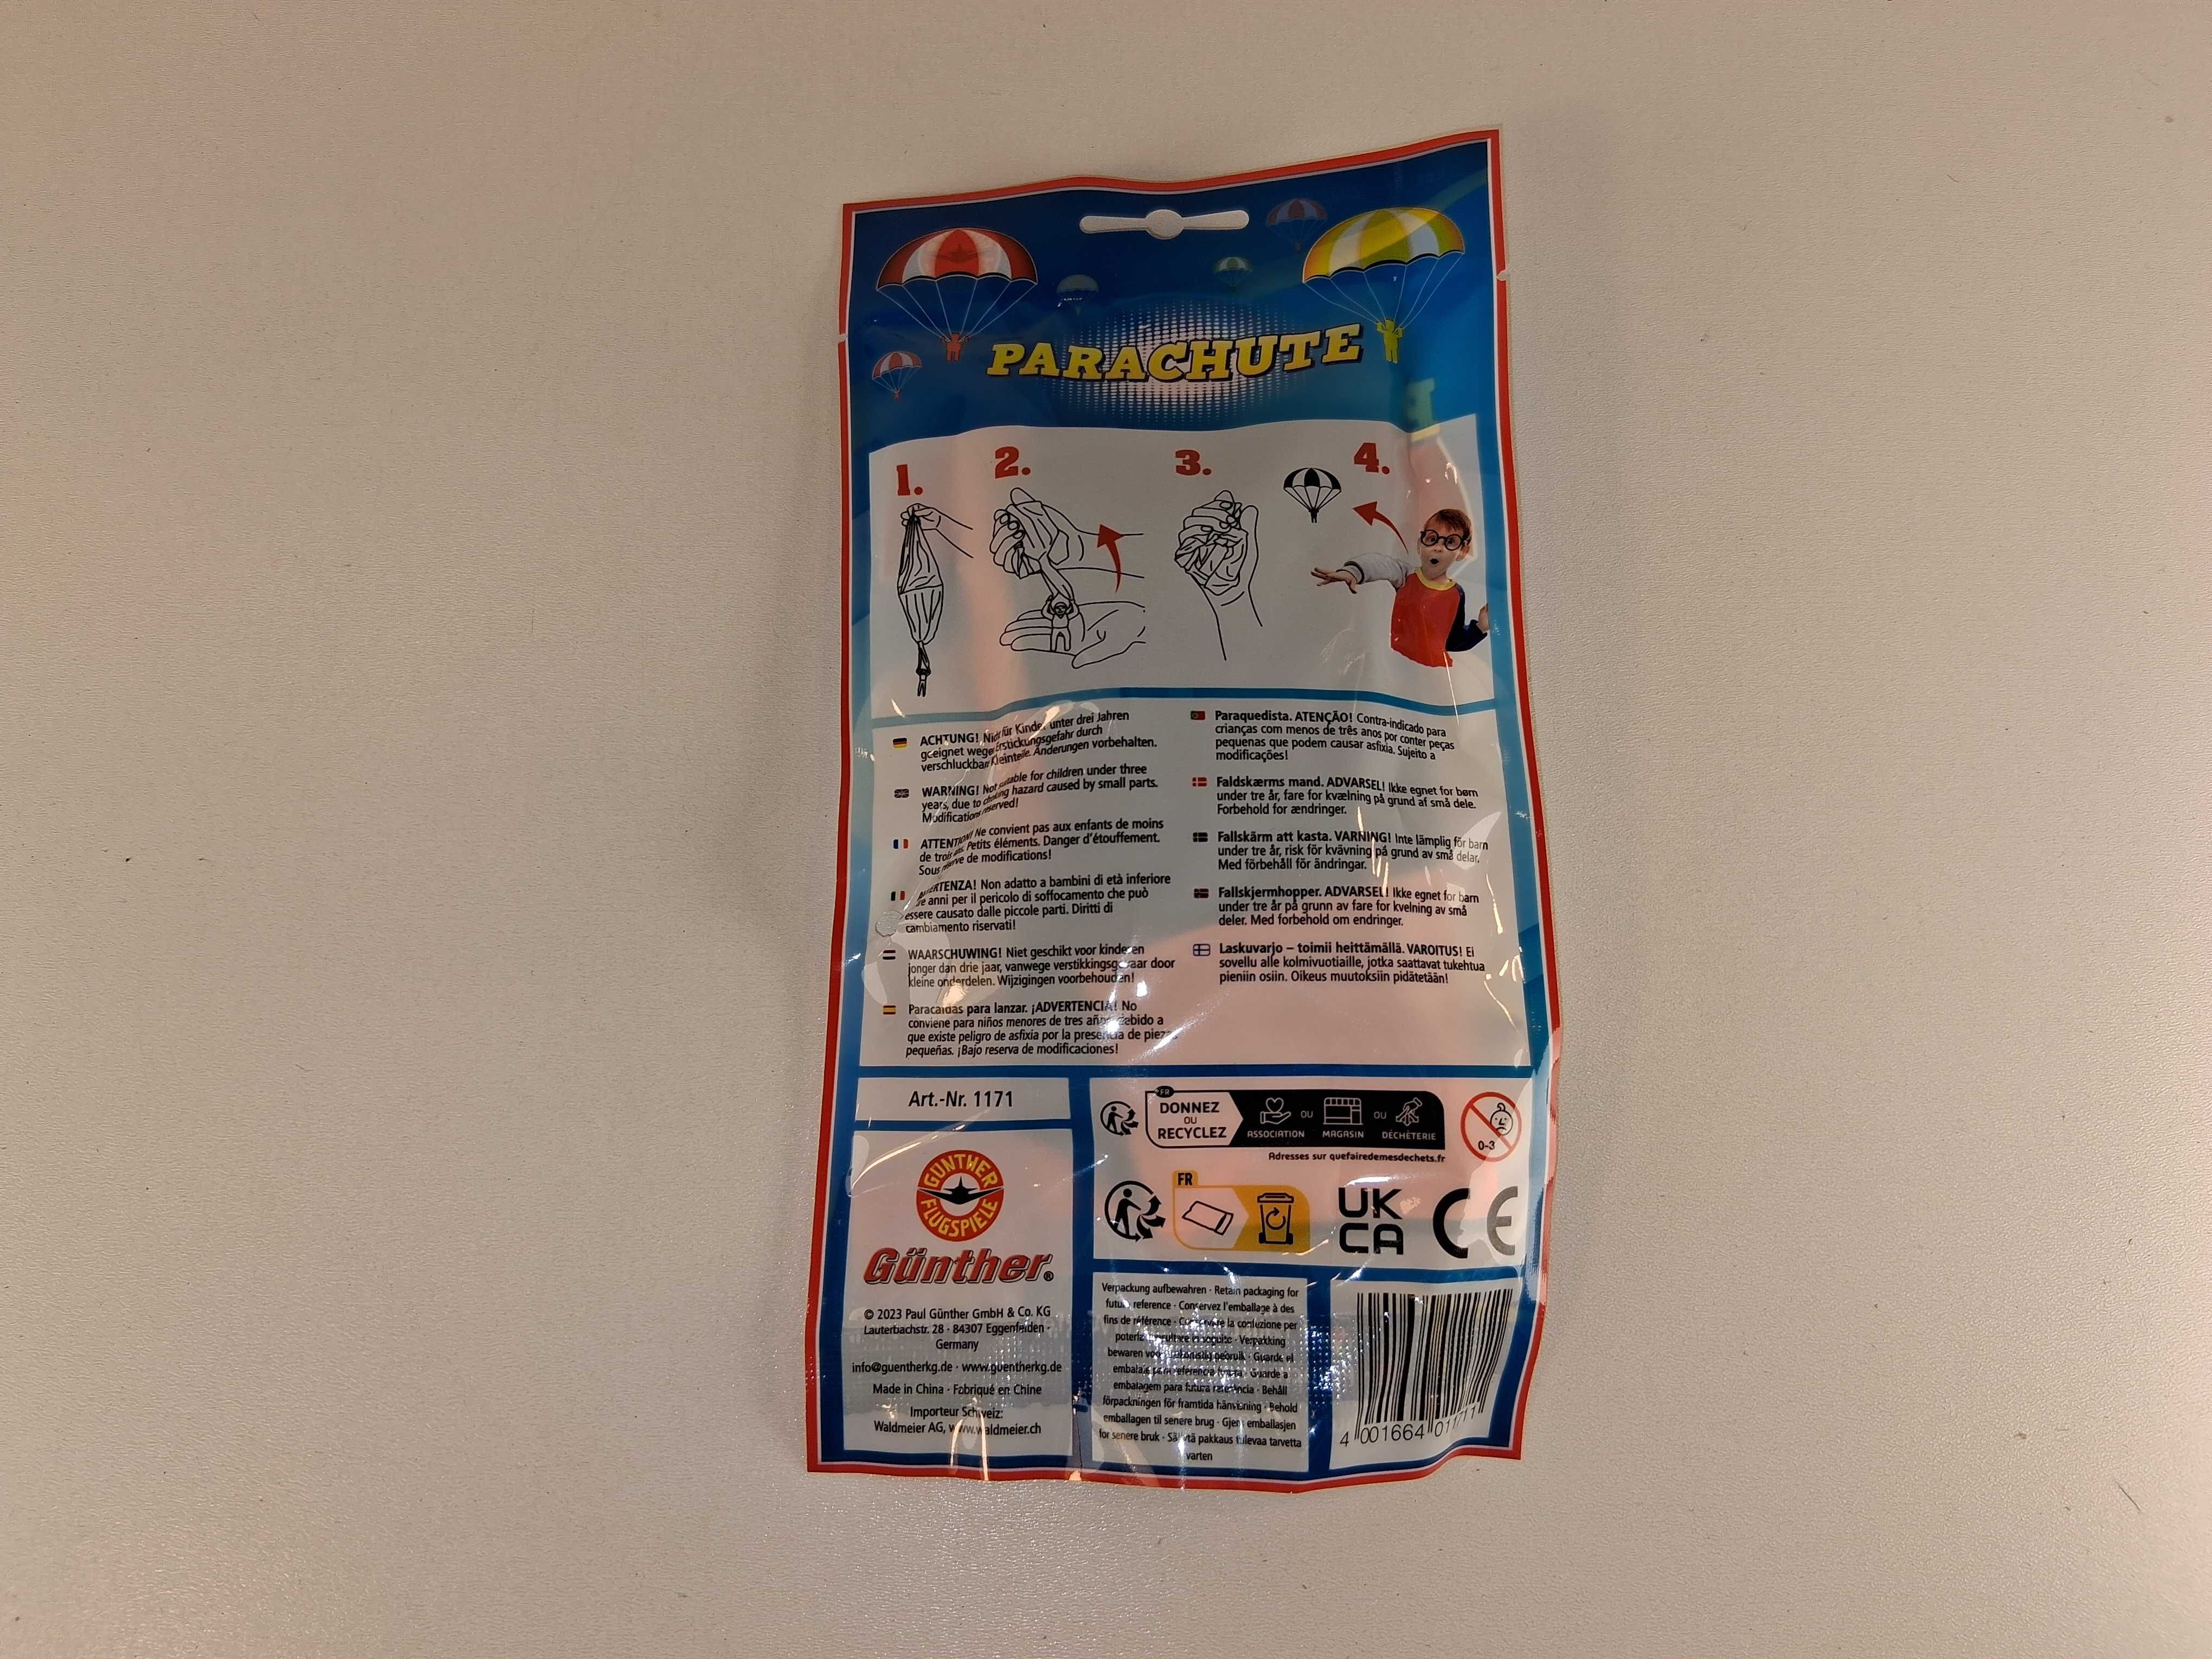 PARACHUTE
1.
2.
3.
4.
ACHTUNG! für Kinder unter drei Jahren
geeignet Erstickungsgefahr durch
Kleinteile. Änderungen vorbehalten.
WARNING! Not suitable for children under three
years, due to choking hazard caused by small parts.
Modifications reserved!
ATTENTION! Ne convient pas aux enfants de moins
de trois Petits éléments. Danger d'étouffement.
Sous réserve de modifications!
Non adatto a bambini di età inferiore
anni per il pericolo di soffocamento che può
essere causato dalle piccole parti. Diritti di
cambiamento riservati!
WAARSCHUWING! Niet geschikt voor kinderen
jonger dan drie jaar, vanwege verstikkingsgevaar door
kleine onderdelen. Wijzigingen voorbehouden!
Paracaídas para lanzar. ¡ADVERTENCIA! No
conviene para niños menores de tres años debido a
que existe peligro de asfixia por la presencia de piezas
pequeñas. ¡Bajo reserva de modificaciones!
Paraquedista. ATENÇÃO! Contra-indicado para
crianças com menos de três anos por conter peças
pequenas que podem causar asfixia. Sujeito a
modificações!
Faldskærms mand. ADVARSEL! Ikke egnet for børn
under tre år, fare for kvælning på grund af små dele.
Forbehold for ændringer.
Fallskärm att kasta. VARNING! Inte lämplig för barn
under tre år, risk för kvävning på grund av små delar.
Med förbehåll för ändringar.
Fallskjermhopper. ADVARSEL! Ikke egnet for barn
under tre år på grunn av fare for kvelning av små
deler. Med forbehold om endringer.
Laskuvarjo – toimii heittämällä. VAROITUS! Ei
sovellu alle kolmivuotiaille, jotka saattavat tukehtua
pieniin osiin. Oikeus muutoksiin pidätetään!
Art.-Nr. 1171
GÜNTHER
FLUGSPIELE
Günther®
© 2023 Paul Günther GmbH & Co. KG
Lauterbachstr. 28 · 84307 Eggenfelden ·
Germany
info@guentherkg.de · www.guentherkg.de
Made in China · Fabriqué en Chine
Importeur Schweiz:
Waldmeier AG, www.waldmeier.ch
FR
DONNEZ
OU
RECYCLEZ
ASSOCIATION
OU
MAGASIN
OU
DÉCHÈTERIE
Adresses sur quefairedemesdechets.fr
0-3
FR
UK
CA
CE
Verpackung aufbewahren · Retain packaging for
future reference · Conservez l'emballage à des
fins de référence · Conservare la confezione per
· Verpakking
bewaren voor · Guarde el
· Guarde a
embalagem para futura referência · Behåll
förpackningen för framtida hänvisning · Behold
emballagen til senere brug · Gjem emballasjen
for senere bruk · Säilytä pakkaus tulevaa tarvetta
varten
4 001664 011711